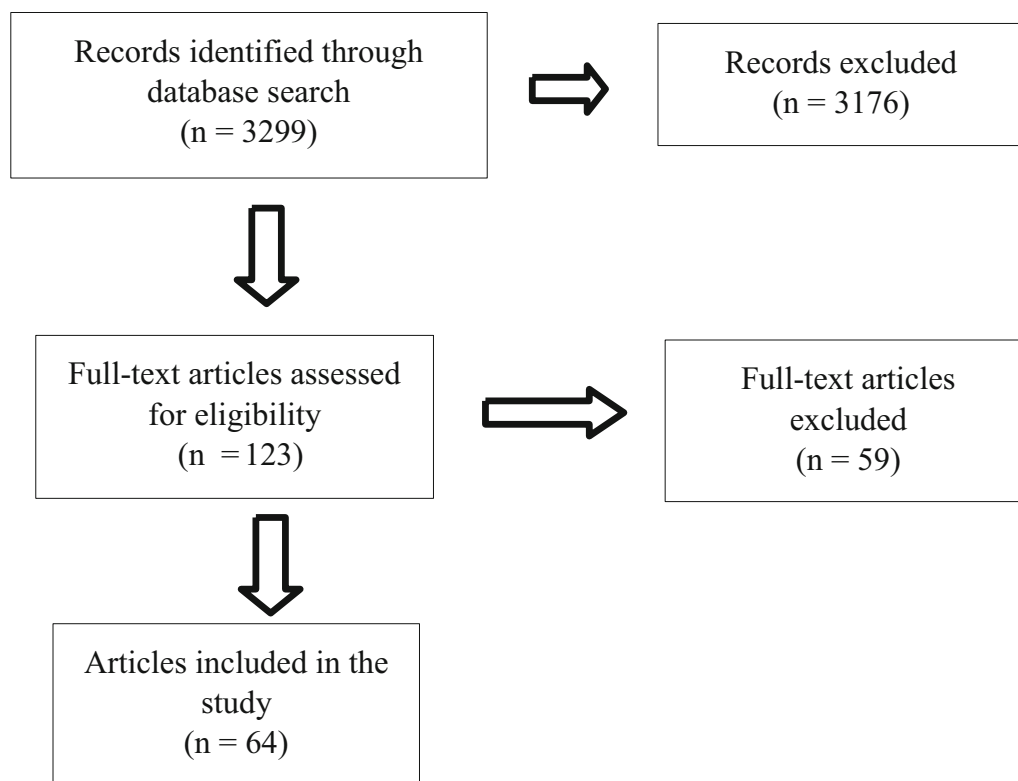 Records identified through
database search
(n = 3299)
Records excluded
(n = 3176)
Full-text articles assessed
for eligibility
(n = 123)
Full-text articles
excluded
(n = 59)
Articles included in the
study
(n = 64)